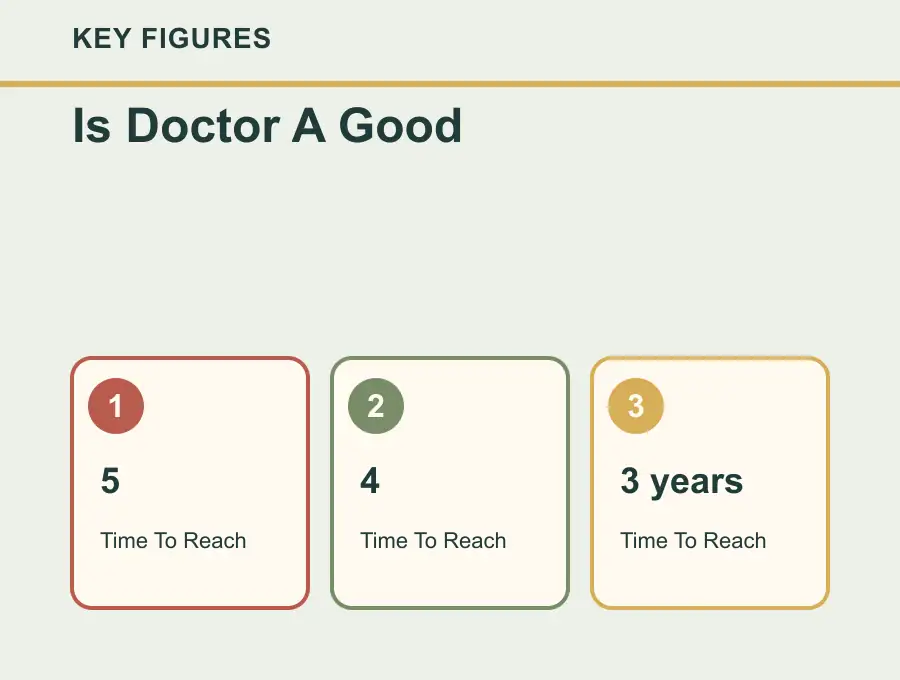 KEY FIGURES
Is Doctor A Good
1
5
Time To Reach
2
4
Time To Reach
3
3 years
Time To Reach